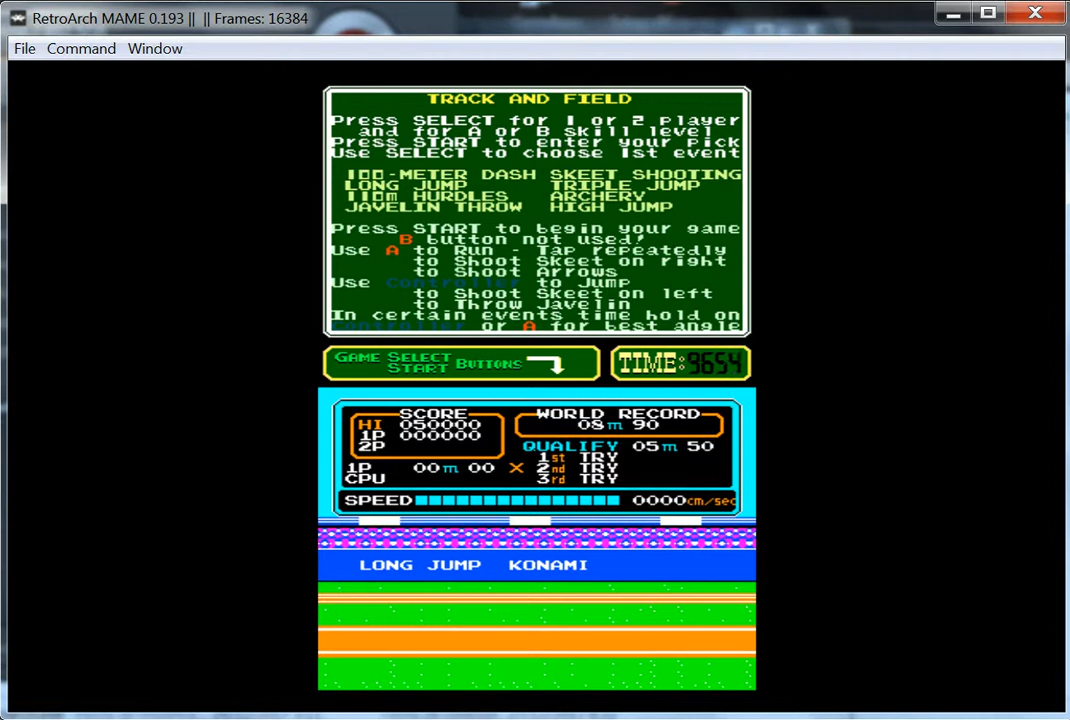 RetroArch MAME 0.193 || || Frames: 16384
File Command Window
TRACK AND FIELD
Press SELECT for 1 or 2 player
and for A or B skill level
Press START to enter your pick
Use SELECT to choose 1st event
100-METER DASH SKEET SHOOTING
LONG JUMP TRIPLE JUMP
110m HURDLES ARCHERY
JAVELIN THROW HIGH JUMP
Press START to begin your game
B button not used!
Use A to Run - Tap repeatedly
to Shoot Skeet on right
to Shoot Arrows
Use Controller to Jump
to Shoot Skeet on left
to Throw Javelin
In certain events time hold on
Controller or A for best angle
GAME SELECT
START BUTTONS
TIME: 9654
SCORE WORLD RECORD
HI 050000 08m 90
1P 000000
2P QUALIFY 05m 50
1st TRY
1P 00m 00 × 2nd TRY
CPU 3rd TRY
SPEED 0000cm/sec
LONG JUMP KONAMI